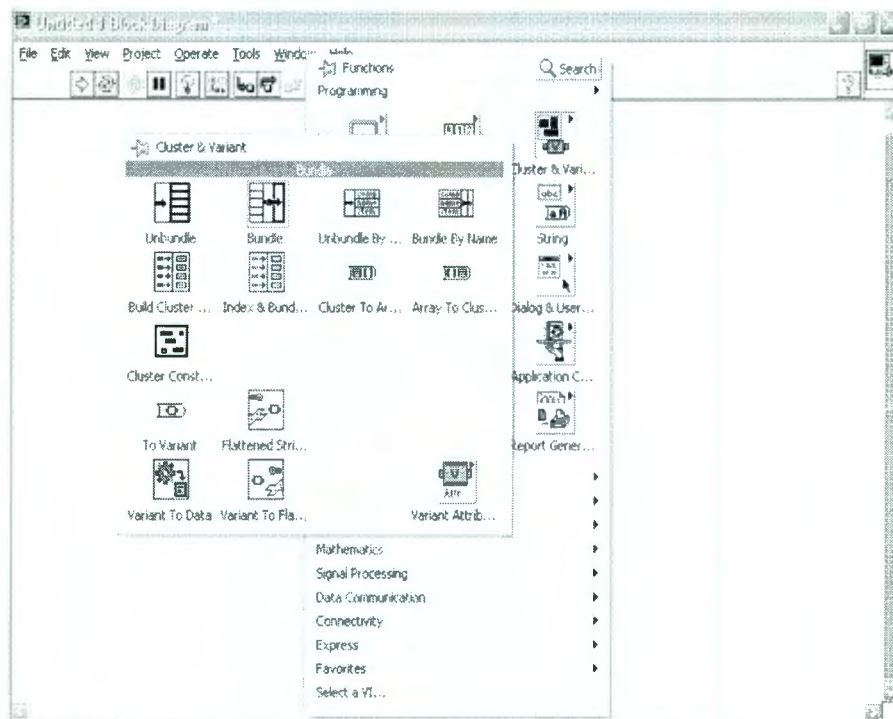 Untitled 1 Block Diagram *
File Edit View Project Operate Tools Window Help
Functions Search
Programming
Cluster & Variant
Bundle
Cluster & Vari...
Unbundle Bundle Unbundle By ... Bundle By Name
String
Build Cluster ... Index & Bund... Cluster To Ar... Array To Clus...
Dialog & User...
Cluster Const...
Application C...
To Variant Flattened Stri...
Report Gener...
Variant To Data Variant To Fla... Variant Attrib...
Mathematics
Signal Processing
Data Communication
Connectivity
Express
Favorites
Select a VI...